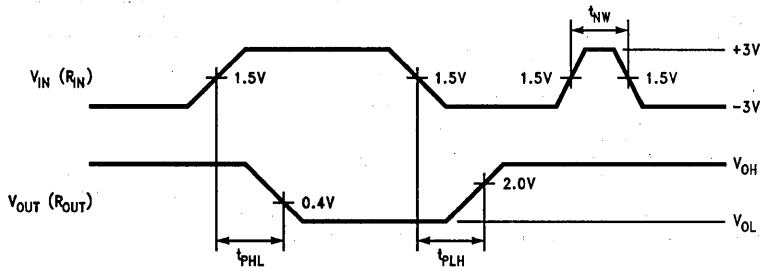 t_NW
+3V
V_IN (R_IN)
1.5V
1.5V
1.5V
1.5V
-3V
V_OH
2.0V
V_OUT (R_OUT)
0.4V
V_OL
t_PHL
t_PLH